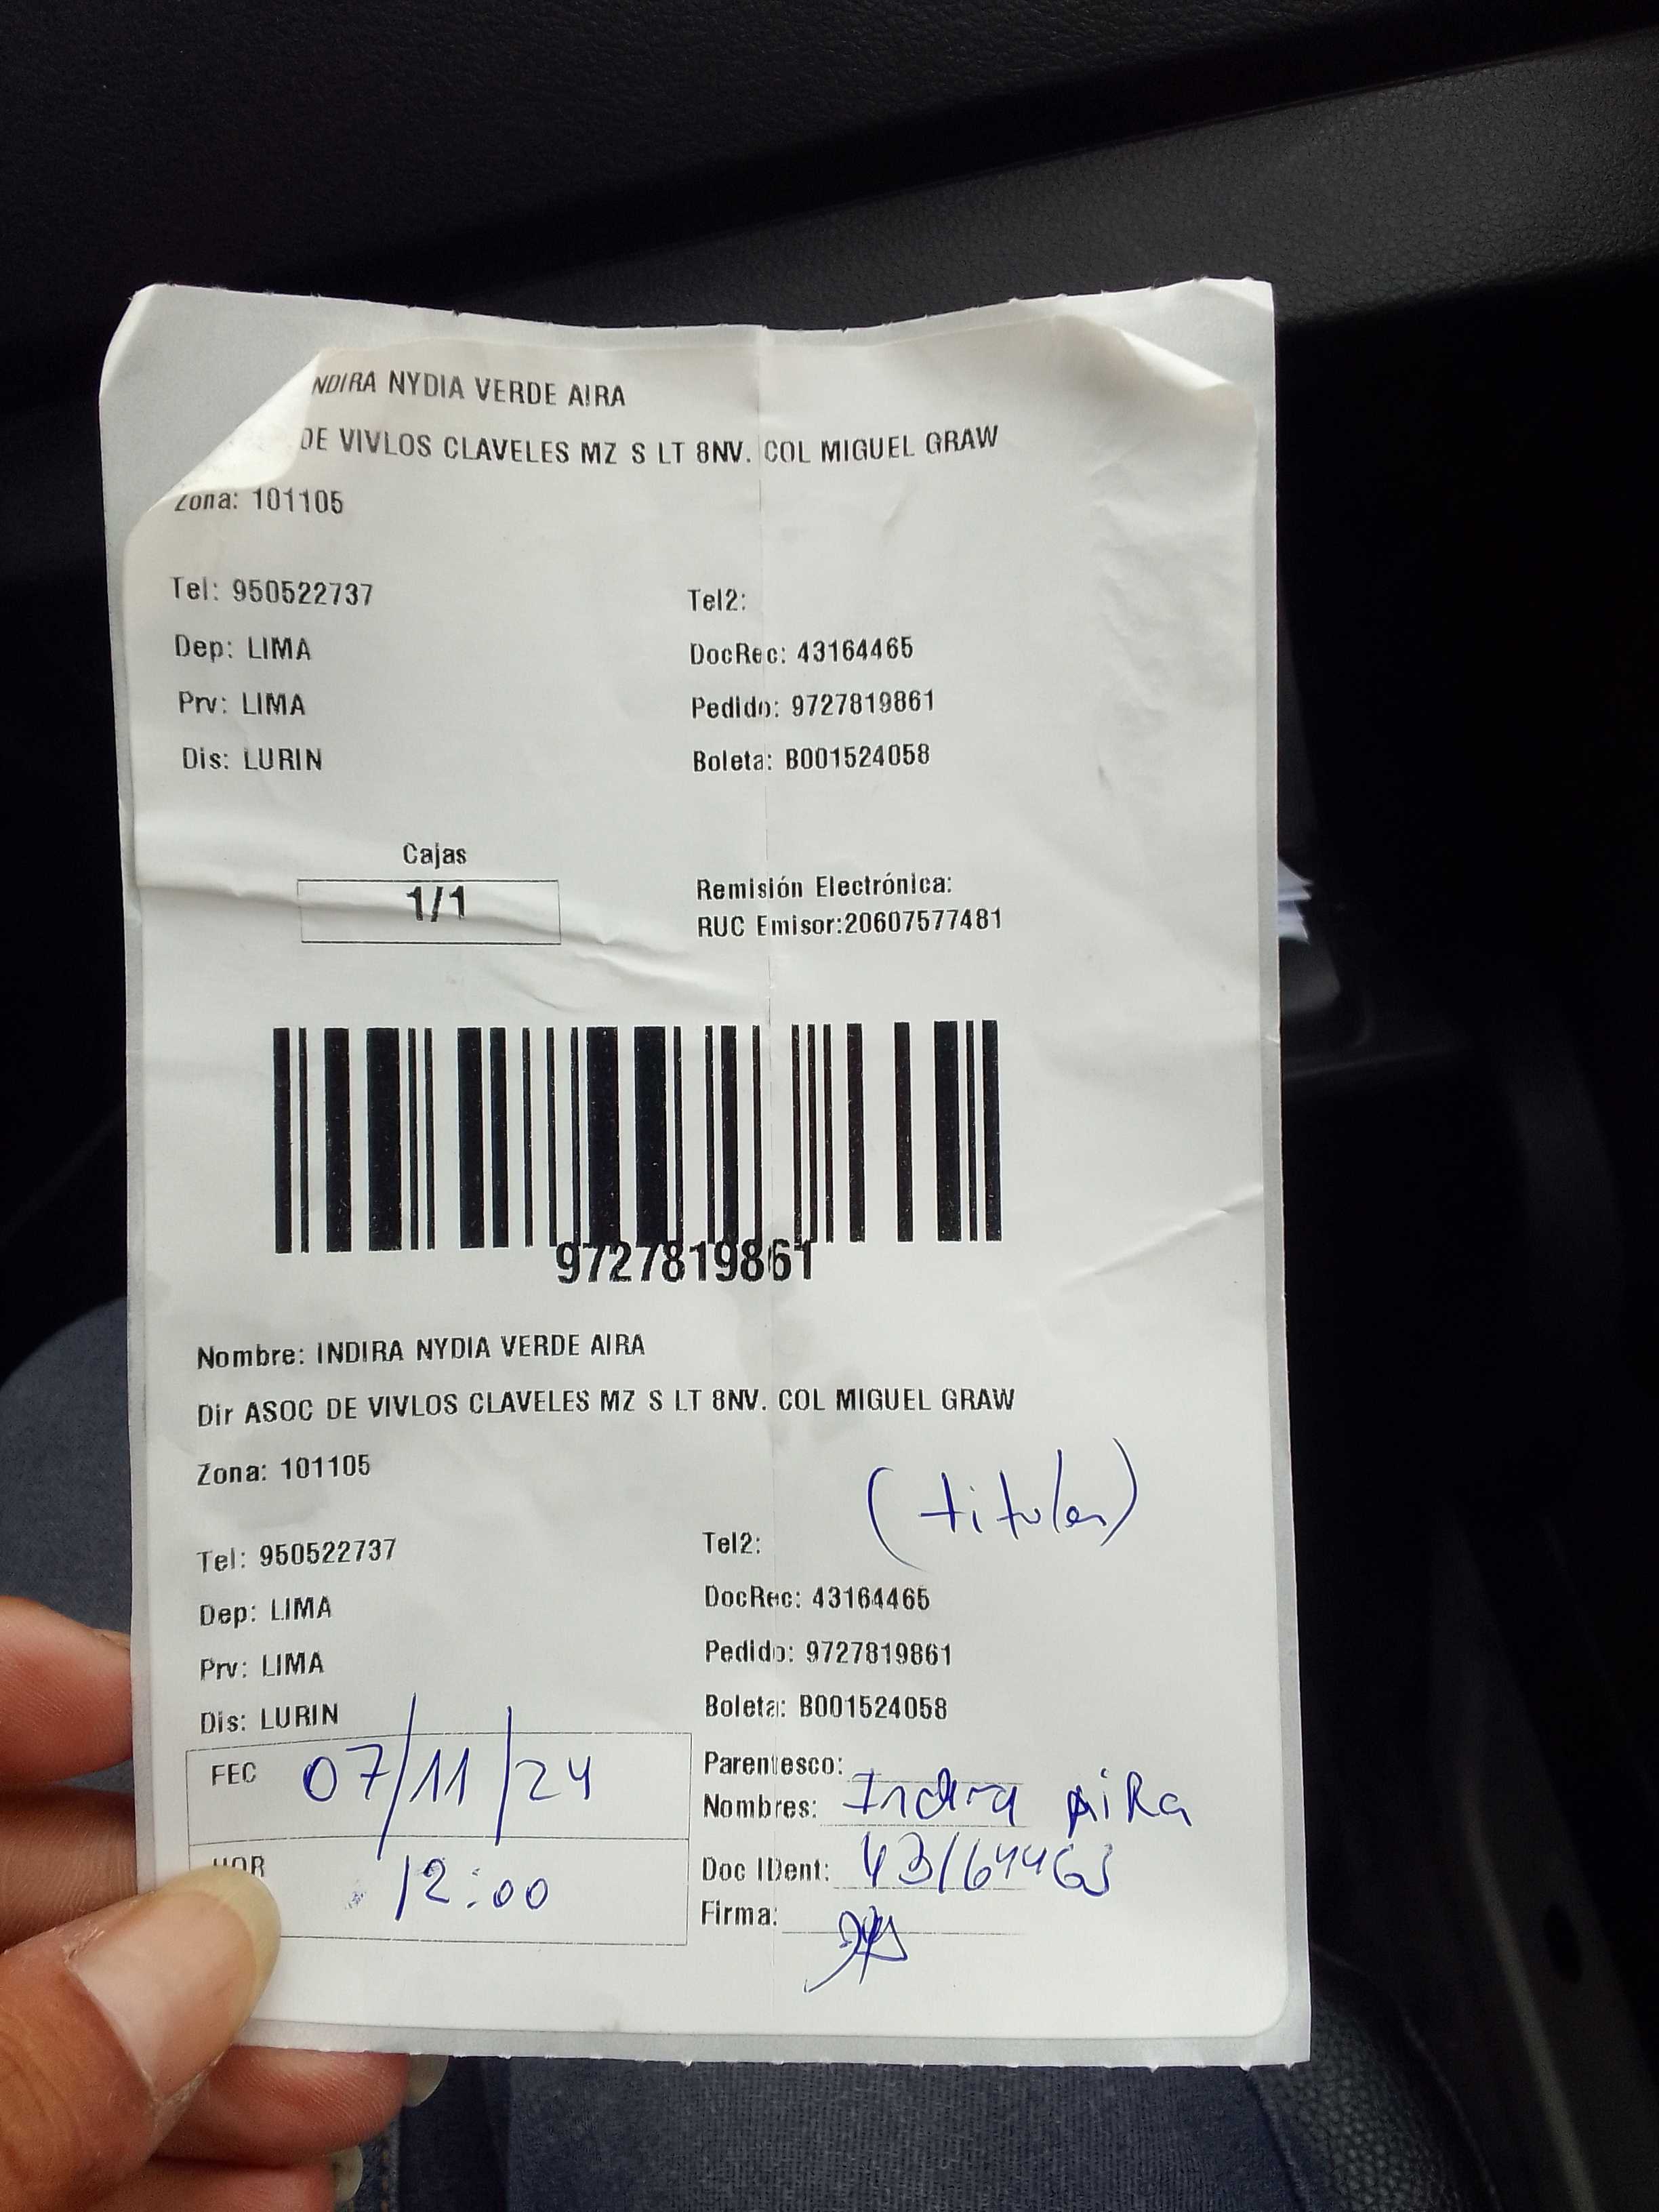 NDIRA NYDIA VERDE AIRA
DE VIVLOS CLAVELES MZ S LT 8NV. COL MIGUEL GRAW
Zona: 101105
Tel: 950522737 Tel2:
Dep: LIMA DocRec: 43164465
Prv: LIMA Pedido: 9727819861
Dis: LURIN Boleta: B001524058
Cajas
1/1
Remisión Electrónica:
RUC Emisor:20607577481
9727819861
Nombre: INDIRA NYDIA VERDE AIRA
Dir ASOC DE VIVLOS CLAVELES MZ S LT 8NV. COL MIGUEL GRAW
Zona: 101105
(titular)
Tel: 950522737 Tel2:
Dep: LIMA DocRec: 43164465
Prv: LIMA Pedido: 9727819861
Dis: LURIN Boleta: B001524058
FEC 07/11/24
HOR 12:00
Parentesco:
Nombres: Indira AiRa
Doc IDent: 43164465
Firma: